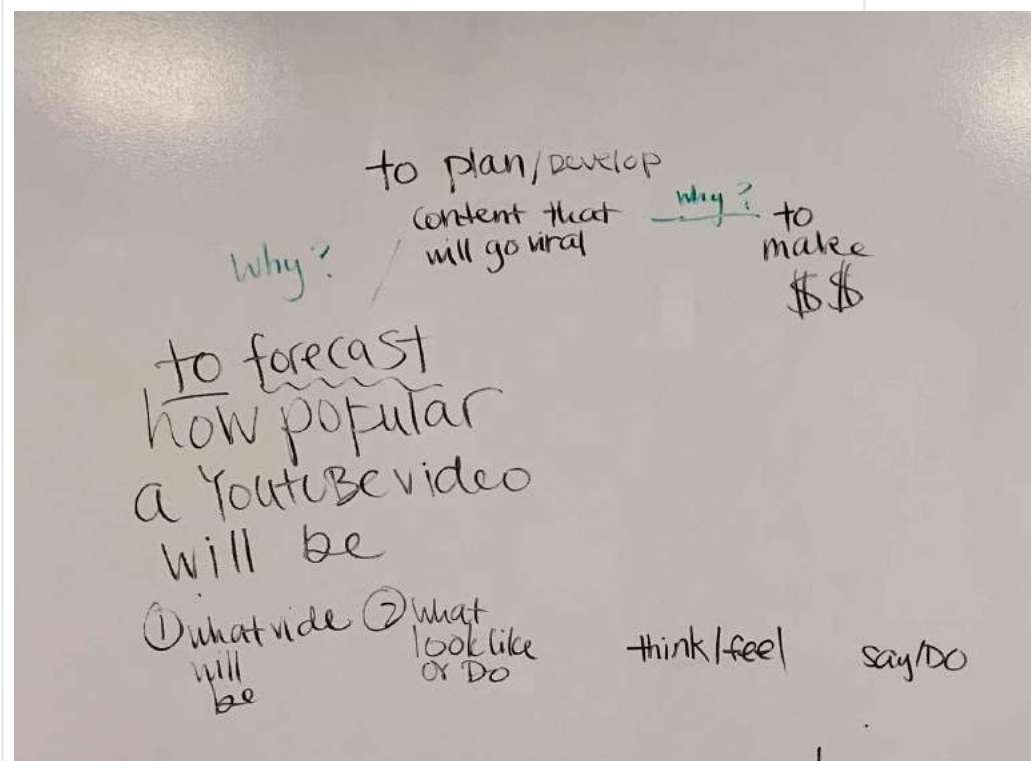 to plan/Develop
content that
will go viral
Why?
to
make
$$
Why?
to forecast
how popular
a YoutuBe video
will be
① what vide
will
be
② what
look like
or Do
think/feel
say/DO